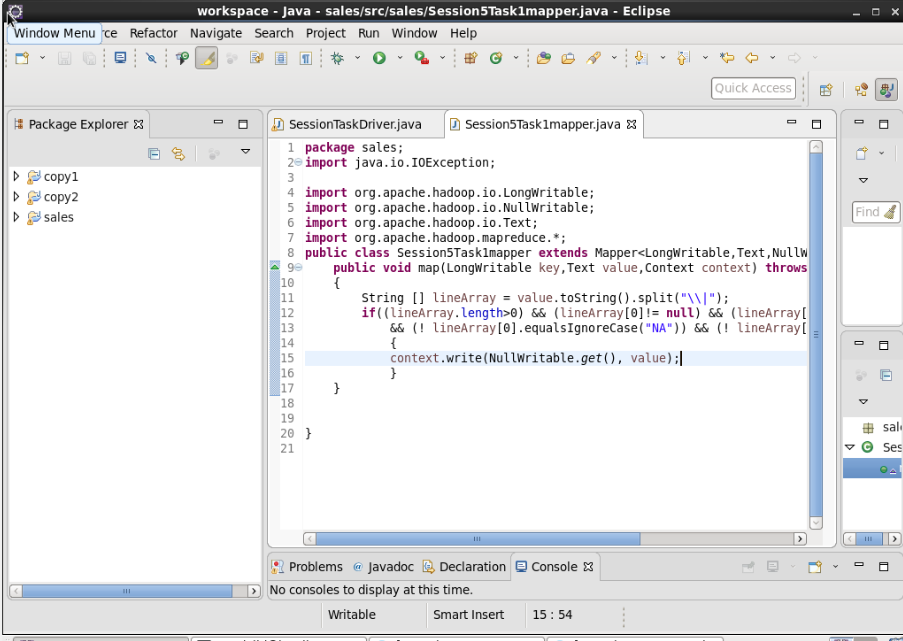 workspace - Java - sales/src/sales/Session5Task1mapper.java - Eclipse
Window Menu rce Refactor Navigate Search Project Run Window Help
Quick Access
Package Explorer
copy1
copy2
sales
SessionTaskDriver.java Session5Task1mapper.java
1 package sales;
2 import java.io.IOException;
3
4 import org.apache.hadoop.io.LongWritable;
5 import org.apache.hadoop.io.NullWritable;
6 import org.apache.hadoop.io.Text;
7 import org.apache.hadoop.mapreduce.*;
8 public class Session5Task1mapper extends Mapper<LongWritable,Text,NullW
9 public void map(LongWritable key,Text value,Context context) throws
10 {
11 String [] lineArray = value.toString().split("\\|");
12 if((lineArray.length>0) && (lineArray[0]!= null) && (lineArray[
13 && (! lineArray[0].equalsIgnoreCase("NA")) && (! lineArray[
14 {
15 context.write(NullWritable.get(), value);
16 }
17 }
18
19
20 }
21
Find
sal
Ses
Problems @ Javadoc Declaration Console
No consoles to display at this time.
Writable Smart Insert 15 : 54